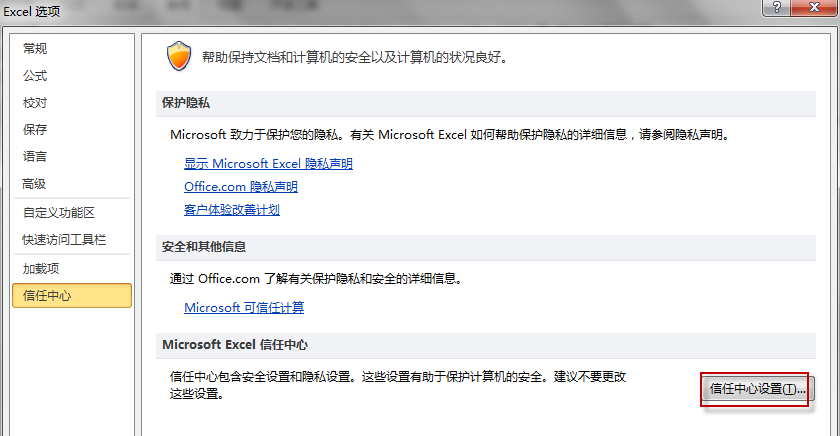 Excel 选项
常规
公式
校对
保存
语言
高级
自定义功能区
快速访问工具栏
加载项
信任中心
帮助保持文档和计算机的安全以及计算机的状况良好。
保护隐私
Microsoft 致力于保护您的隐私。有关 Microsoft Excel 如何帮助保护隐私的详细信息，请参阅隐私声明。
显示 Microsoft Excel 隐私声明
Office.com 隐私声明
客户体验改善计划
安全和其他信息
通过 Office.com 了解有关保护隐私和安全的详细信息。
Microsoft 可信任计算
Microsoft Excel 信任中心
信任中心包含安全设置和隐私设置。这些设置有助于保护计算机的安全。建议不要更改
这些设置。
信任中心设置(T)...